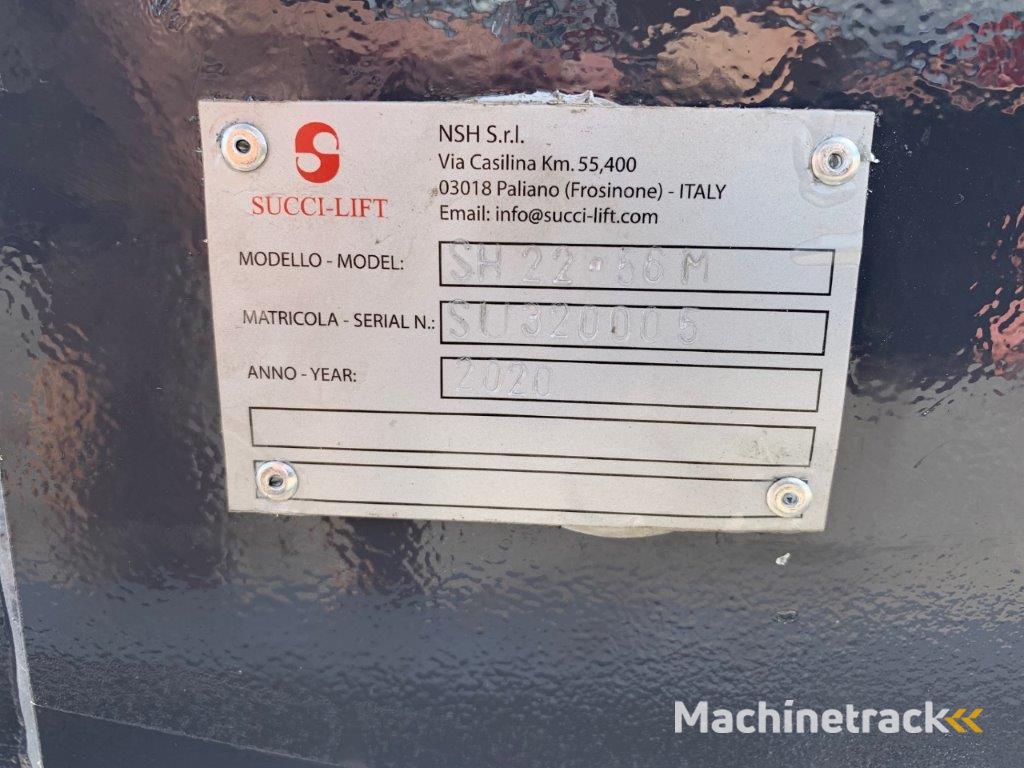 S
SUCCI-LIFT
NSH S.r.l.
Via Casilina Km. 55,400
03018 Paliano (Frosinone) - ITALY
Email: info@succi-lift.com
MODELLO - MODEL: SH 22·56 M
MATRICOLA - SERIAL N.: SU320005
ANNO - YEAR: 2020
Machinetrack